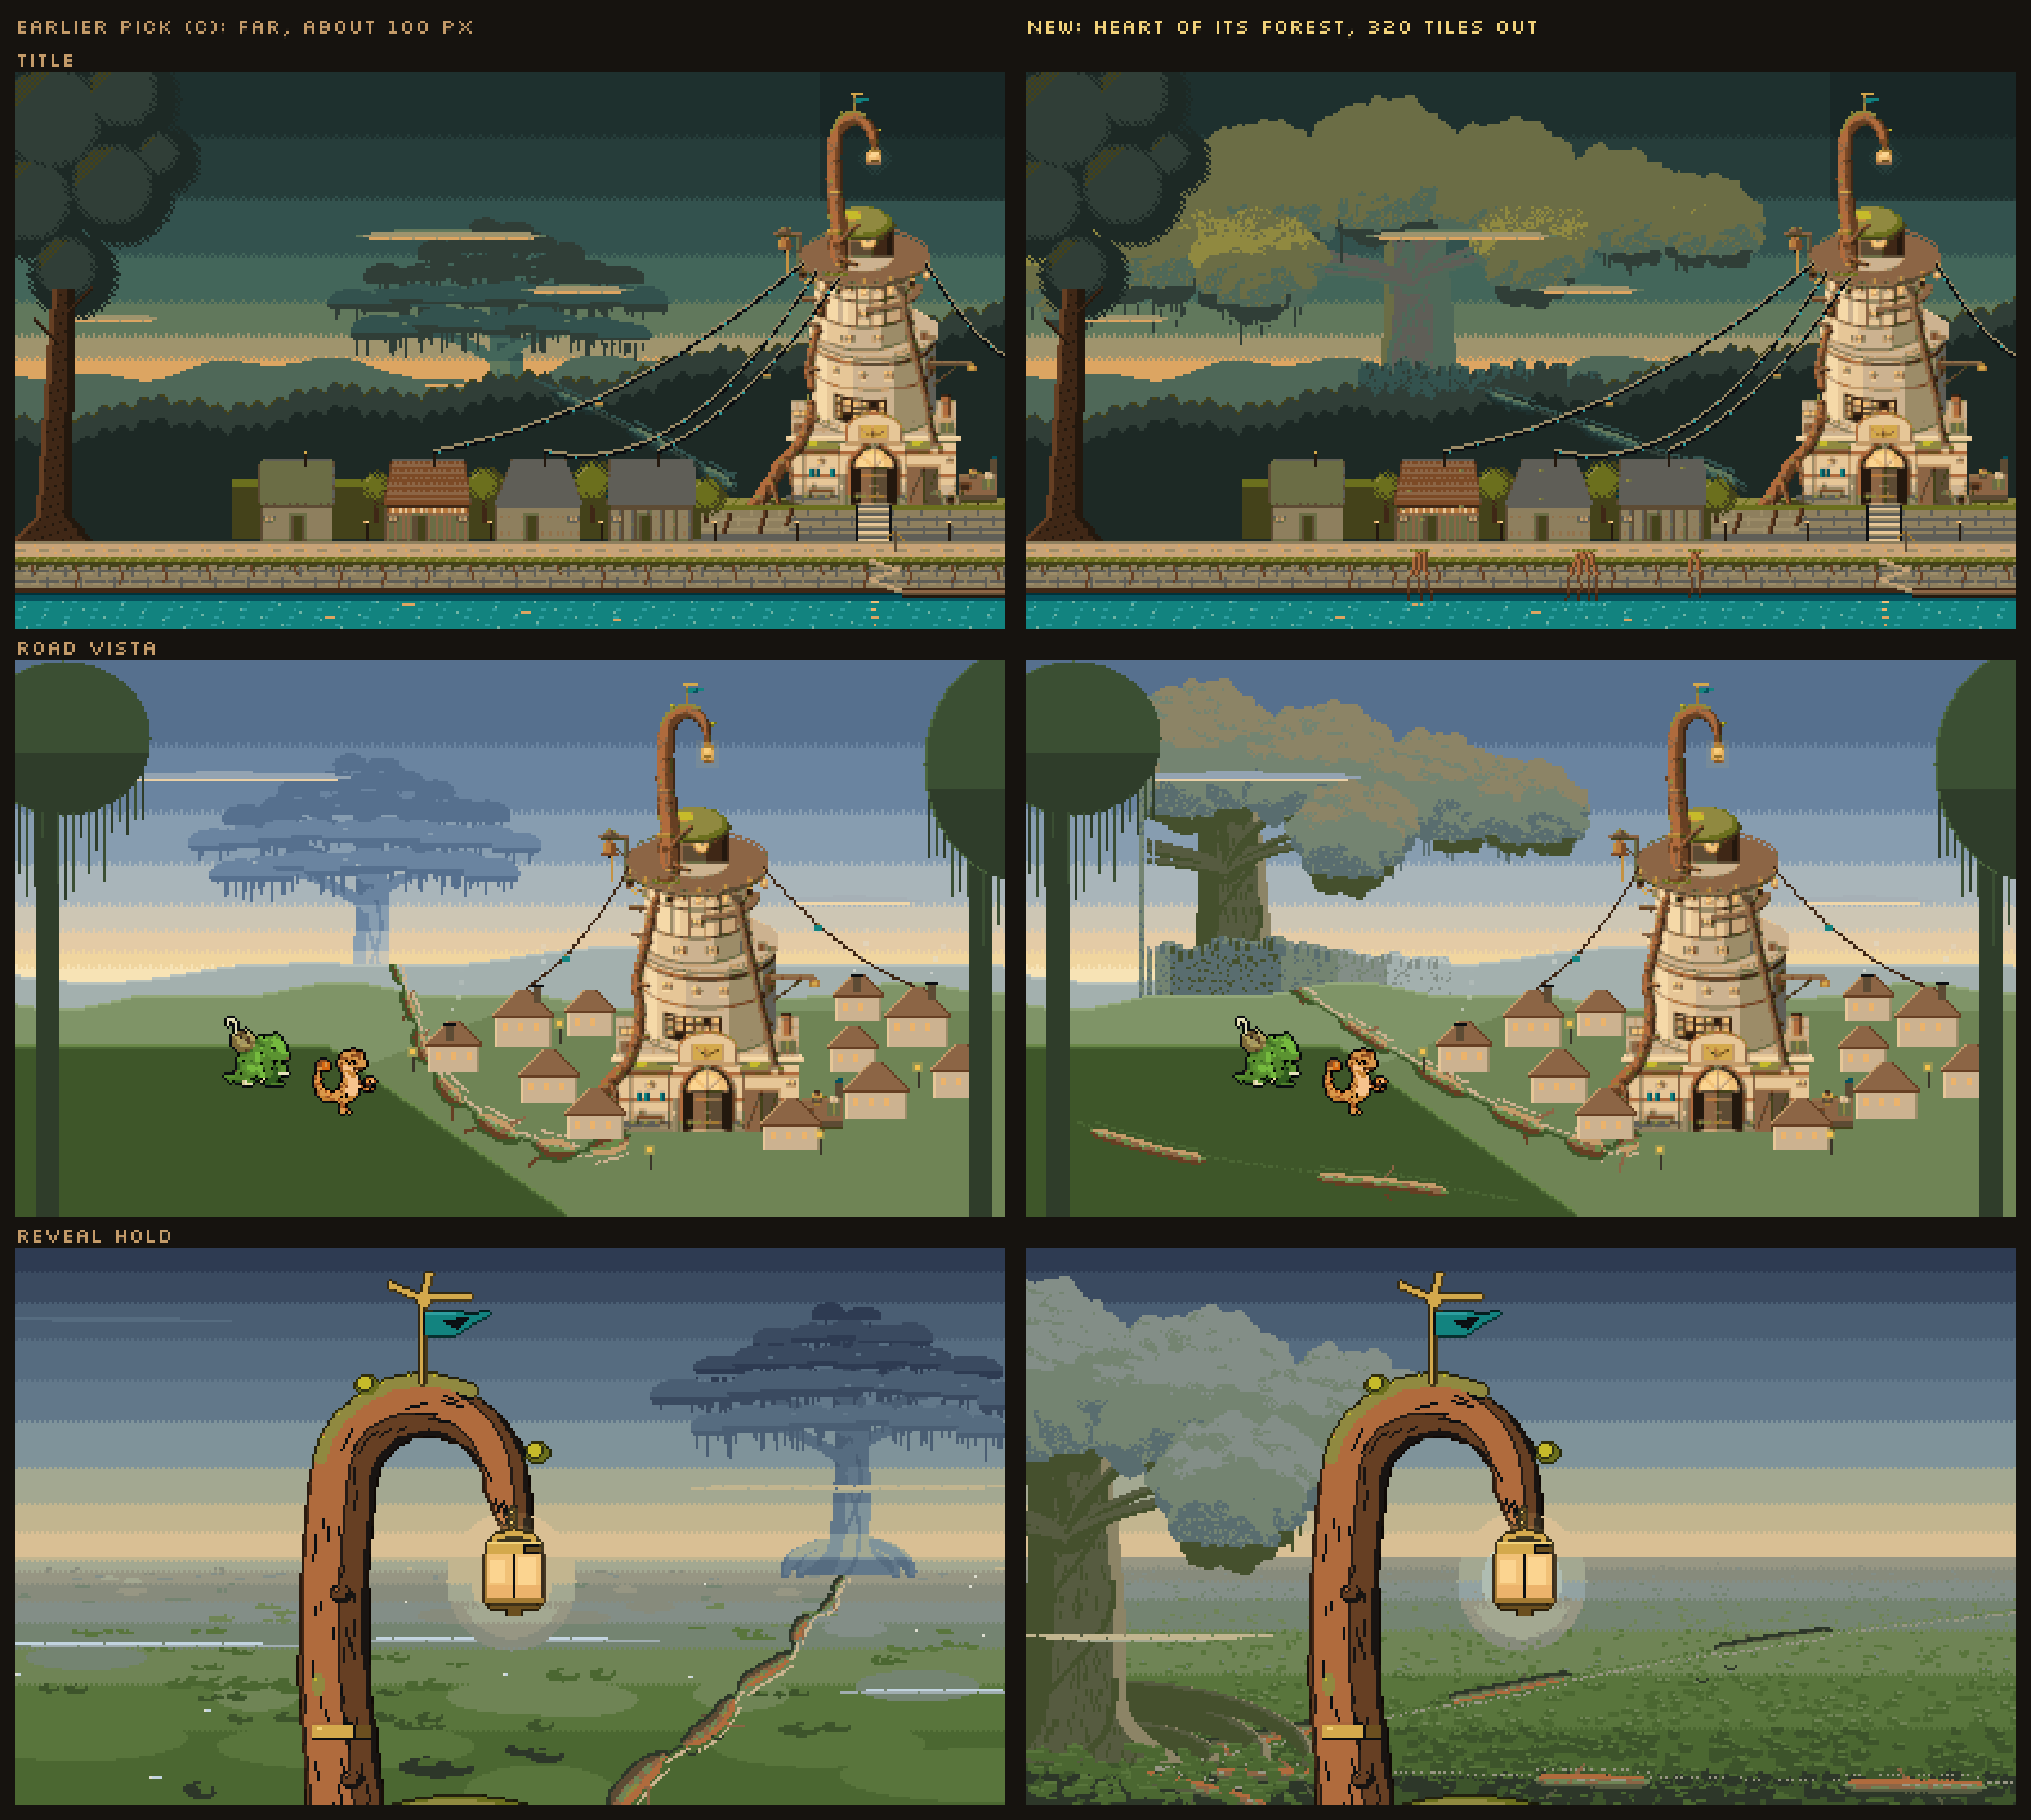 EARLIER PICK (C): FAR, ABOUT 100 PX
NEW: HEART OF ITS FOREST, 320 TILES OUT
TITLE
ROAD VISTA
REVEAL HOLD